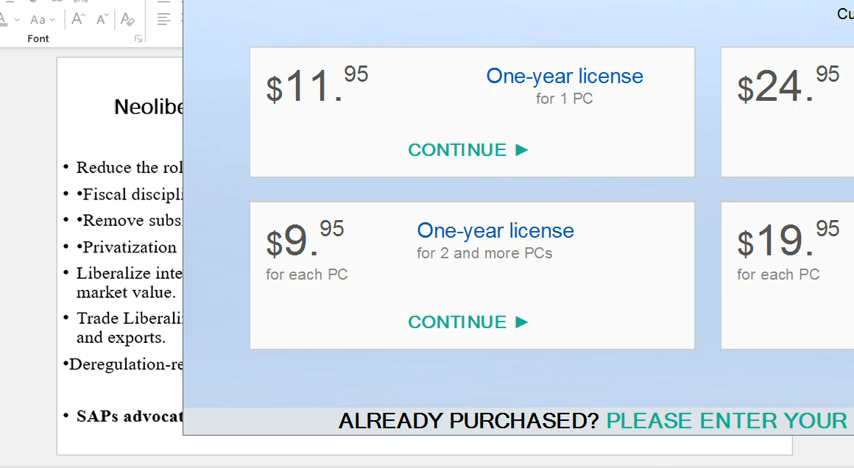 Aa
Font
Cu
$11.95
One-year license
for 1 PC
CONTINUE ►
$24.95
$9.95
for each PC
One-year license
for 2 and more PCs
CONTINUE ►
$19.95
for each PC
ALREADY PURCHASED? PLEASE ENTER YOUR
Neolibe
• Reduce the rol
• •Fiscal discipli
• •Remove subs
• •Privatization
• Liberalize inte
market value.
• Trade Liberali
and exports.
•Deregulation-re
• SAPs advocat